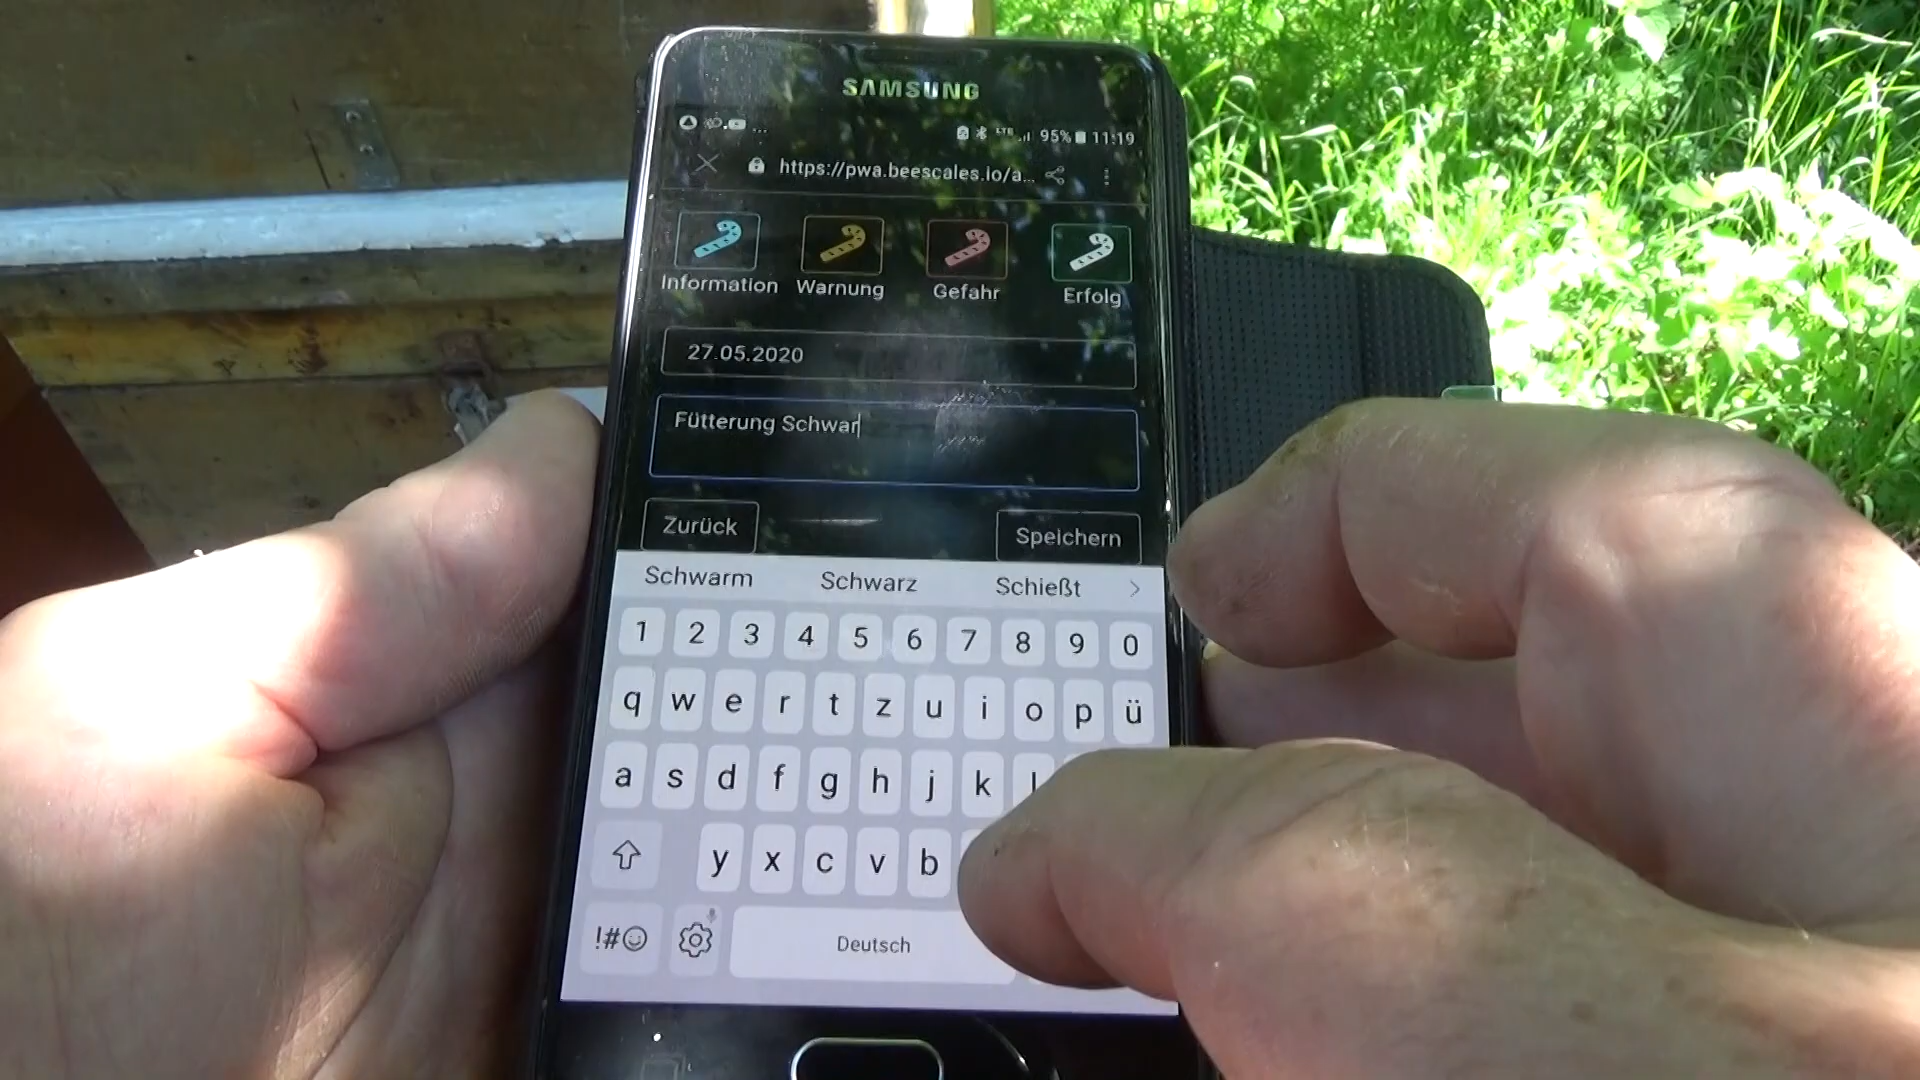 SAMSUNG
LTE 95% 11:19
https://pwa.beescales.io/a...
Information Warnung Gefahr Erfolg
27.05.2020
Fütterung Schwar
Zurück Speichern
Schwarm Schwarz Schießt
1 2 3 4 5 6 7 8 9 0
q w e r t z u i o p ü
a s d f g h j k l
y x c v b
!#
Deutsch